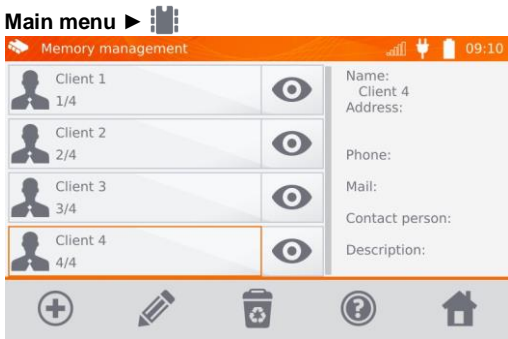 Main menu ►
Memory management 09:10
Client 1
1/4
Client 2
2/4
Client 3
3/4
Client 4
4/4
Name:
Client 4
Address:
Phone:
Mail:
Contact person:
Description: